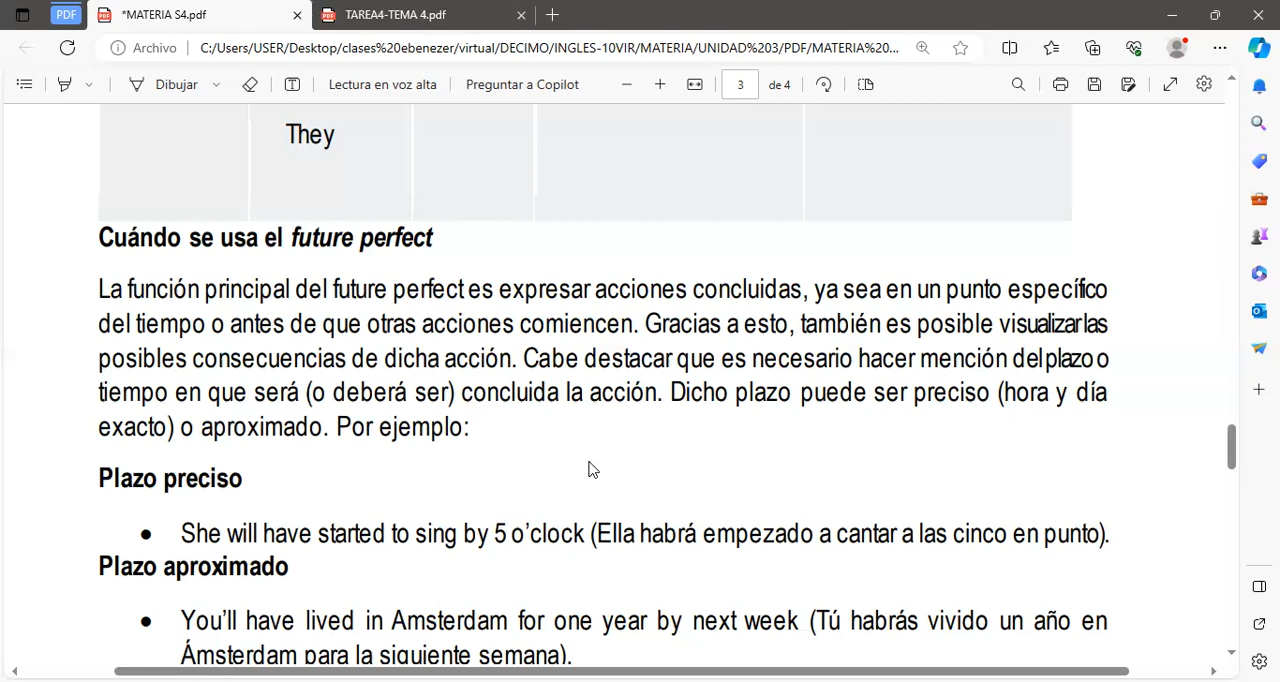 PDF
*MATERIA S4.pdf
TAREA4-TEMA 4.pdf
Archivo
C:/Users/USER/Desktop/clases%20ebenezer/virtual/DECIMO/INGLES-10VIR/MATERIA/UNIDAD%203/PDF/MATERIA%20...
Dibujar
Lectura en voz alta
Preguntar a Copilot
3
de 4
They
Cuándo se usa el future perfect
La función principal del future perfect es expresar acciones concluidas, ya sea en un punto específico
del tiempo o antes de que otras acciones comiencen. Gracias a esto, también es posible visualizar las
posibles consecuencias de dicha acción. Cabe destacar que es necesario hacer mención del plazo o
tiempo en que será (o deberá ser) concluida la acción. Dicho plazo puede ser preciso (hora y día
exacto) o aproximado. Por ejemplo:
Plazo preciso
• She will have started to sing by 5 o’clock (Ella habrá empezado a cantar a las cinco en punto).
Plazo aproximado
• You’ll have lived in Amsterdam for one year by next week (Tú habrás vivido un año en
Ámsterdam para la siguiente semana).